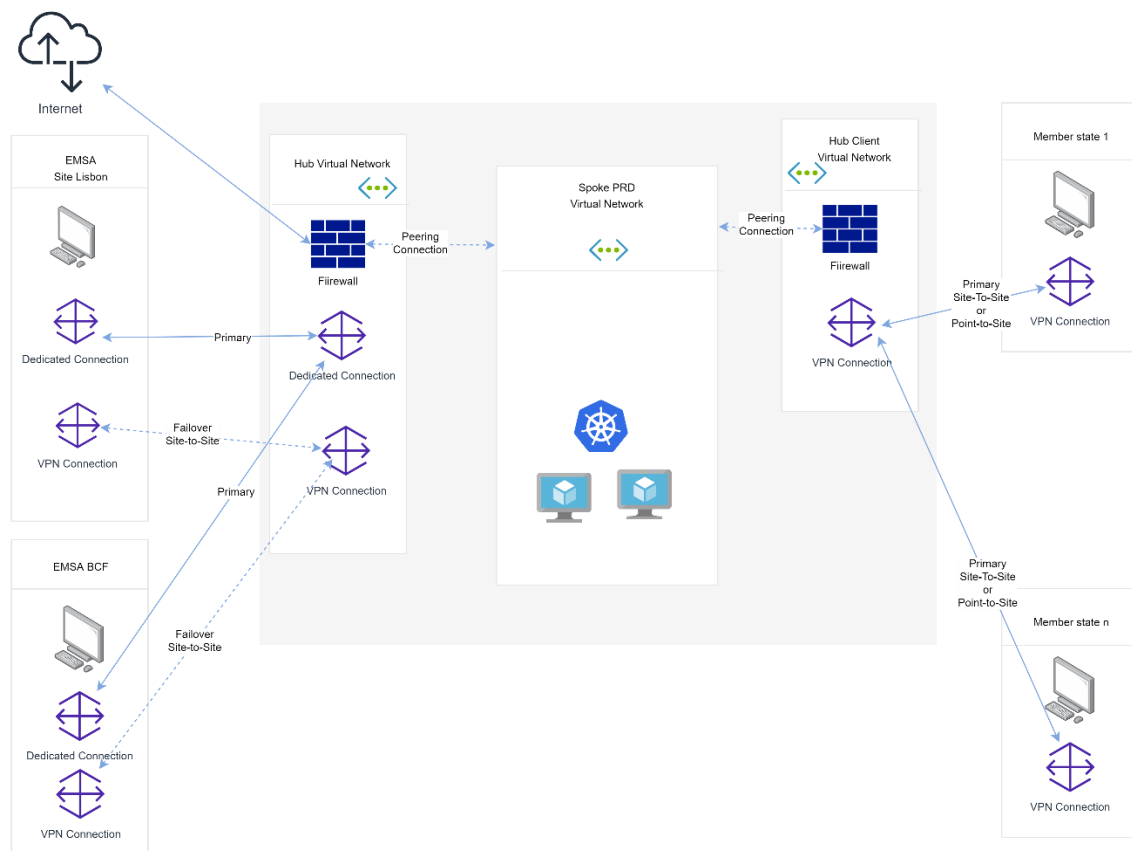 Internet
EMSA
Site Lisbon
Dedicated Connection
VPN Connection
EMSA BCF
Dedicated Connection
VPN Connection
Primary
Failover
Site-to-Site
Primary
Failover
Site-to-Site
Hub Virtual Network
Fiirewall
Dedicated Connection
VPN Connection
Peering
Connection
Spoke PRD
Virtual Network
Peering
Connection
Hub Client
Virtual Network
Fiirewall
VPN Connection
Primary
Site-To-Site
or
Point-to-Site
Primary
Site-To-Site
or
Point-to-Site
Member state 1
VPN Connection
Member state n
VPN Connection